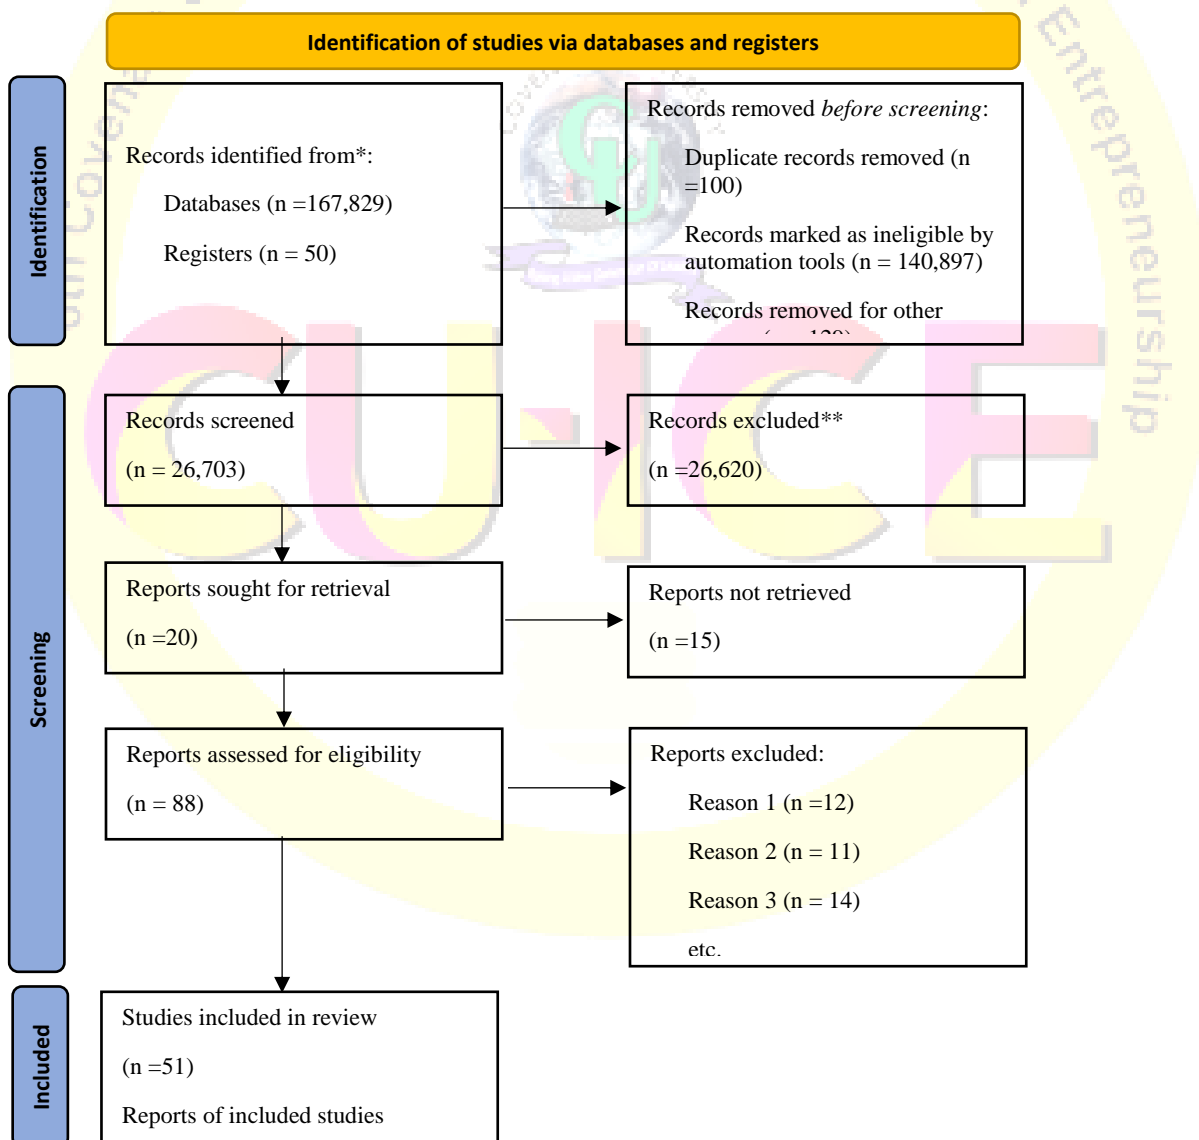 Identification of studies via databases and registers
Identification
Records identified from*:
Databases (n =167,829)
Registers (n = 50)
Records removed before screening:
Duplicate records removed (n
=100)
Records marked as ineligible by
automation tools (n = 140,897)
Records removed for other
Screening
Records screened
(n = 26,703)
Records excluded**
(n =26,620)
Reports sought for retrieval
(n =20)
Reports not retrieved
(n =15)
Reports assessed for eligibility
(n = 88)
Reports excluded:
Reason 1 (n =12)
Reason 2 (n = 11)
Reason 3 (n = 14)
etc.
Included
Studies included in review
(n =51)
Reports of included studies
CU-ICE
Entrepreneurship